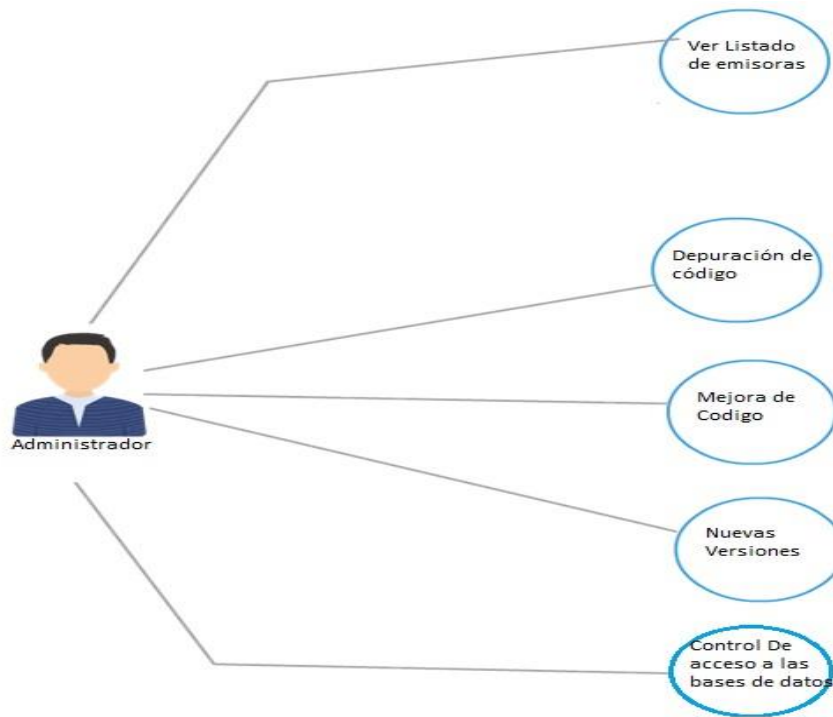 Ver Listado
de emisoras
Depuración de
código
Mejora de
Codigo
Nuevas
Versiones
Control De
acceso a las
bases de datos
Administrador